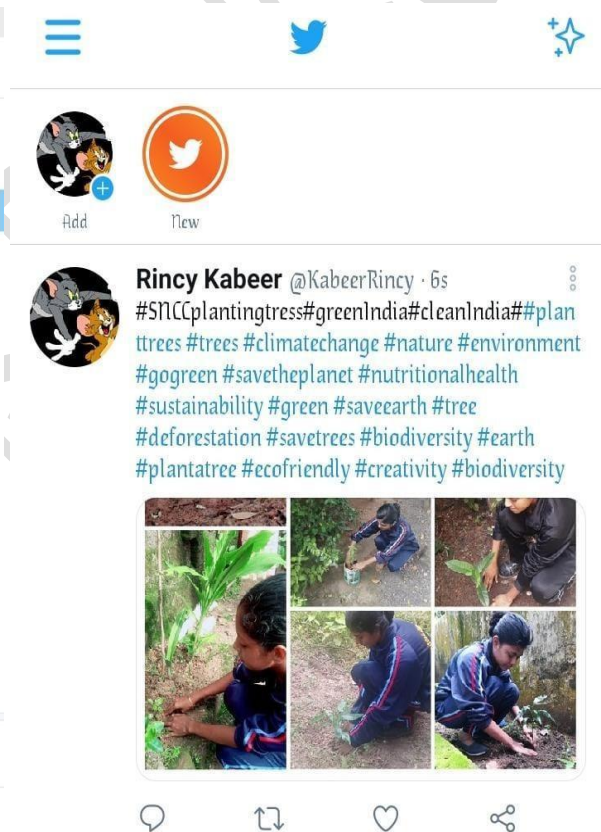 Add
New
Rincy Kabeer @KabeerRincy · 6s
#SNCCplantingtress#greenIndia#cleanIndia##plan
ttrees #trees #climatechange #nature #environment
#gogreen #savetheplanet #nutritionalhealth
#sustainability #green #saveearth #tree
#deforestation #savetrees #biodiversity #earth
#plantatree #ecofriendly #creativity #biodiversity